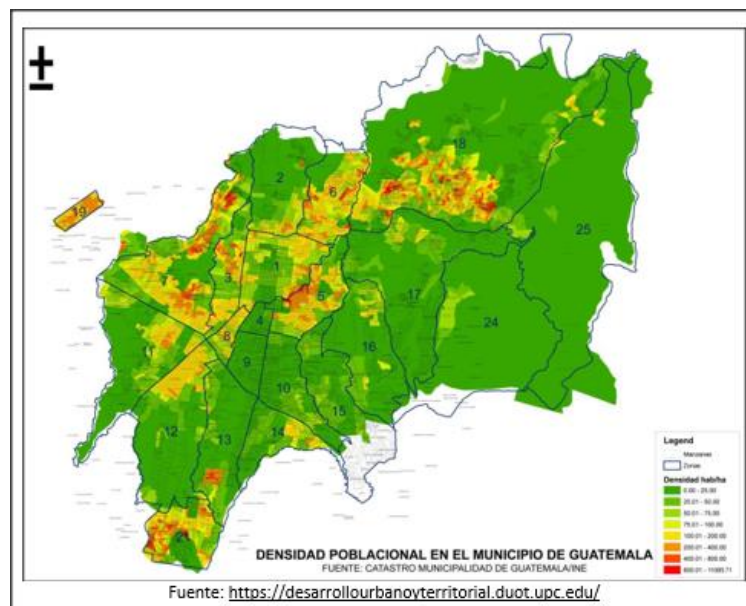 18
2
6
25
19
7
3
1
5
17
24
8
4
11
9
16
10
15
12
13
14
21
Legend
Manzanas
Zonas
Densidad hab/ha
0.00 - 25.00
25.01 - 50.00
50.01 - 75.00
75.01 - 100.00
100.01 - 200.00
200.01 - 400.00
400.01 - 800.00
DENSIDAD POBLACIONAL EN EL MUNICIPIO DE GUATEMALA
FUENTE: CATASTRO MUNICIPALIDAD DE GUATEMALA/INE
Fuente: https://desarrollourbanoyterritorial.duot.upc.edu/